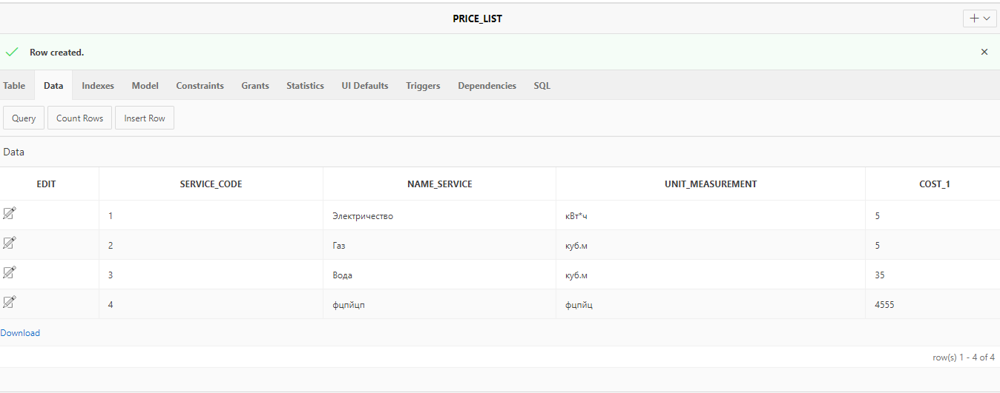 PRICE_LIST
Row created.
Table Data Indexes Model Constraints Grants Statistics UI Defaults Triggers Dependencies SQL
Query Count Rows Insert Row
Data
EDIT SERVICE_CODE NAME_SERVICE UNIT_MEASUREMENT COST_1
1 Электричество кВт*ч 5
2 Газ куб.м 5
3 Вода куб.м 35
4 фцпйцп фцпйц 4555
Download
row(s) 1 - 4 of 4